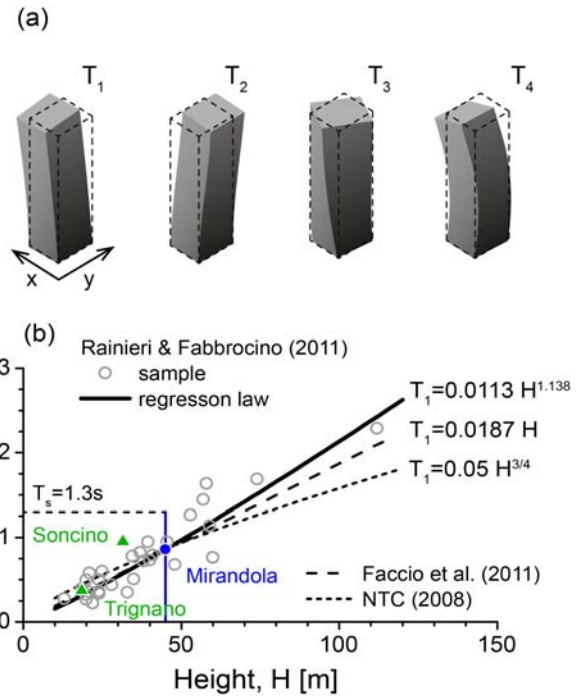 (a)
T1 T2 T3 T4
x y
(b)
Rainieri & Fabbrocino (2011)
sample
regresson law
T1=0.0113 H^1.138
T1=0.0187 H
T1=0.05 H^3/4
Ts=1.3s
Soncino
Mirandola
Trignano
Faccio et al. (2011)
NTC (2008)
3
2
1
0
0 50 100 150
Height, H [m]